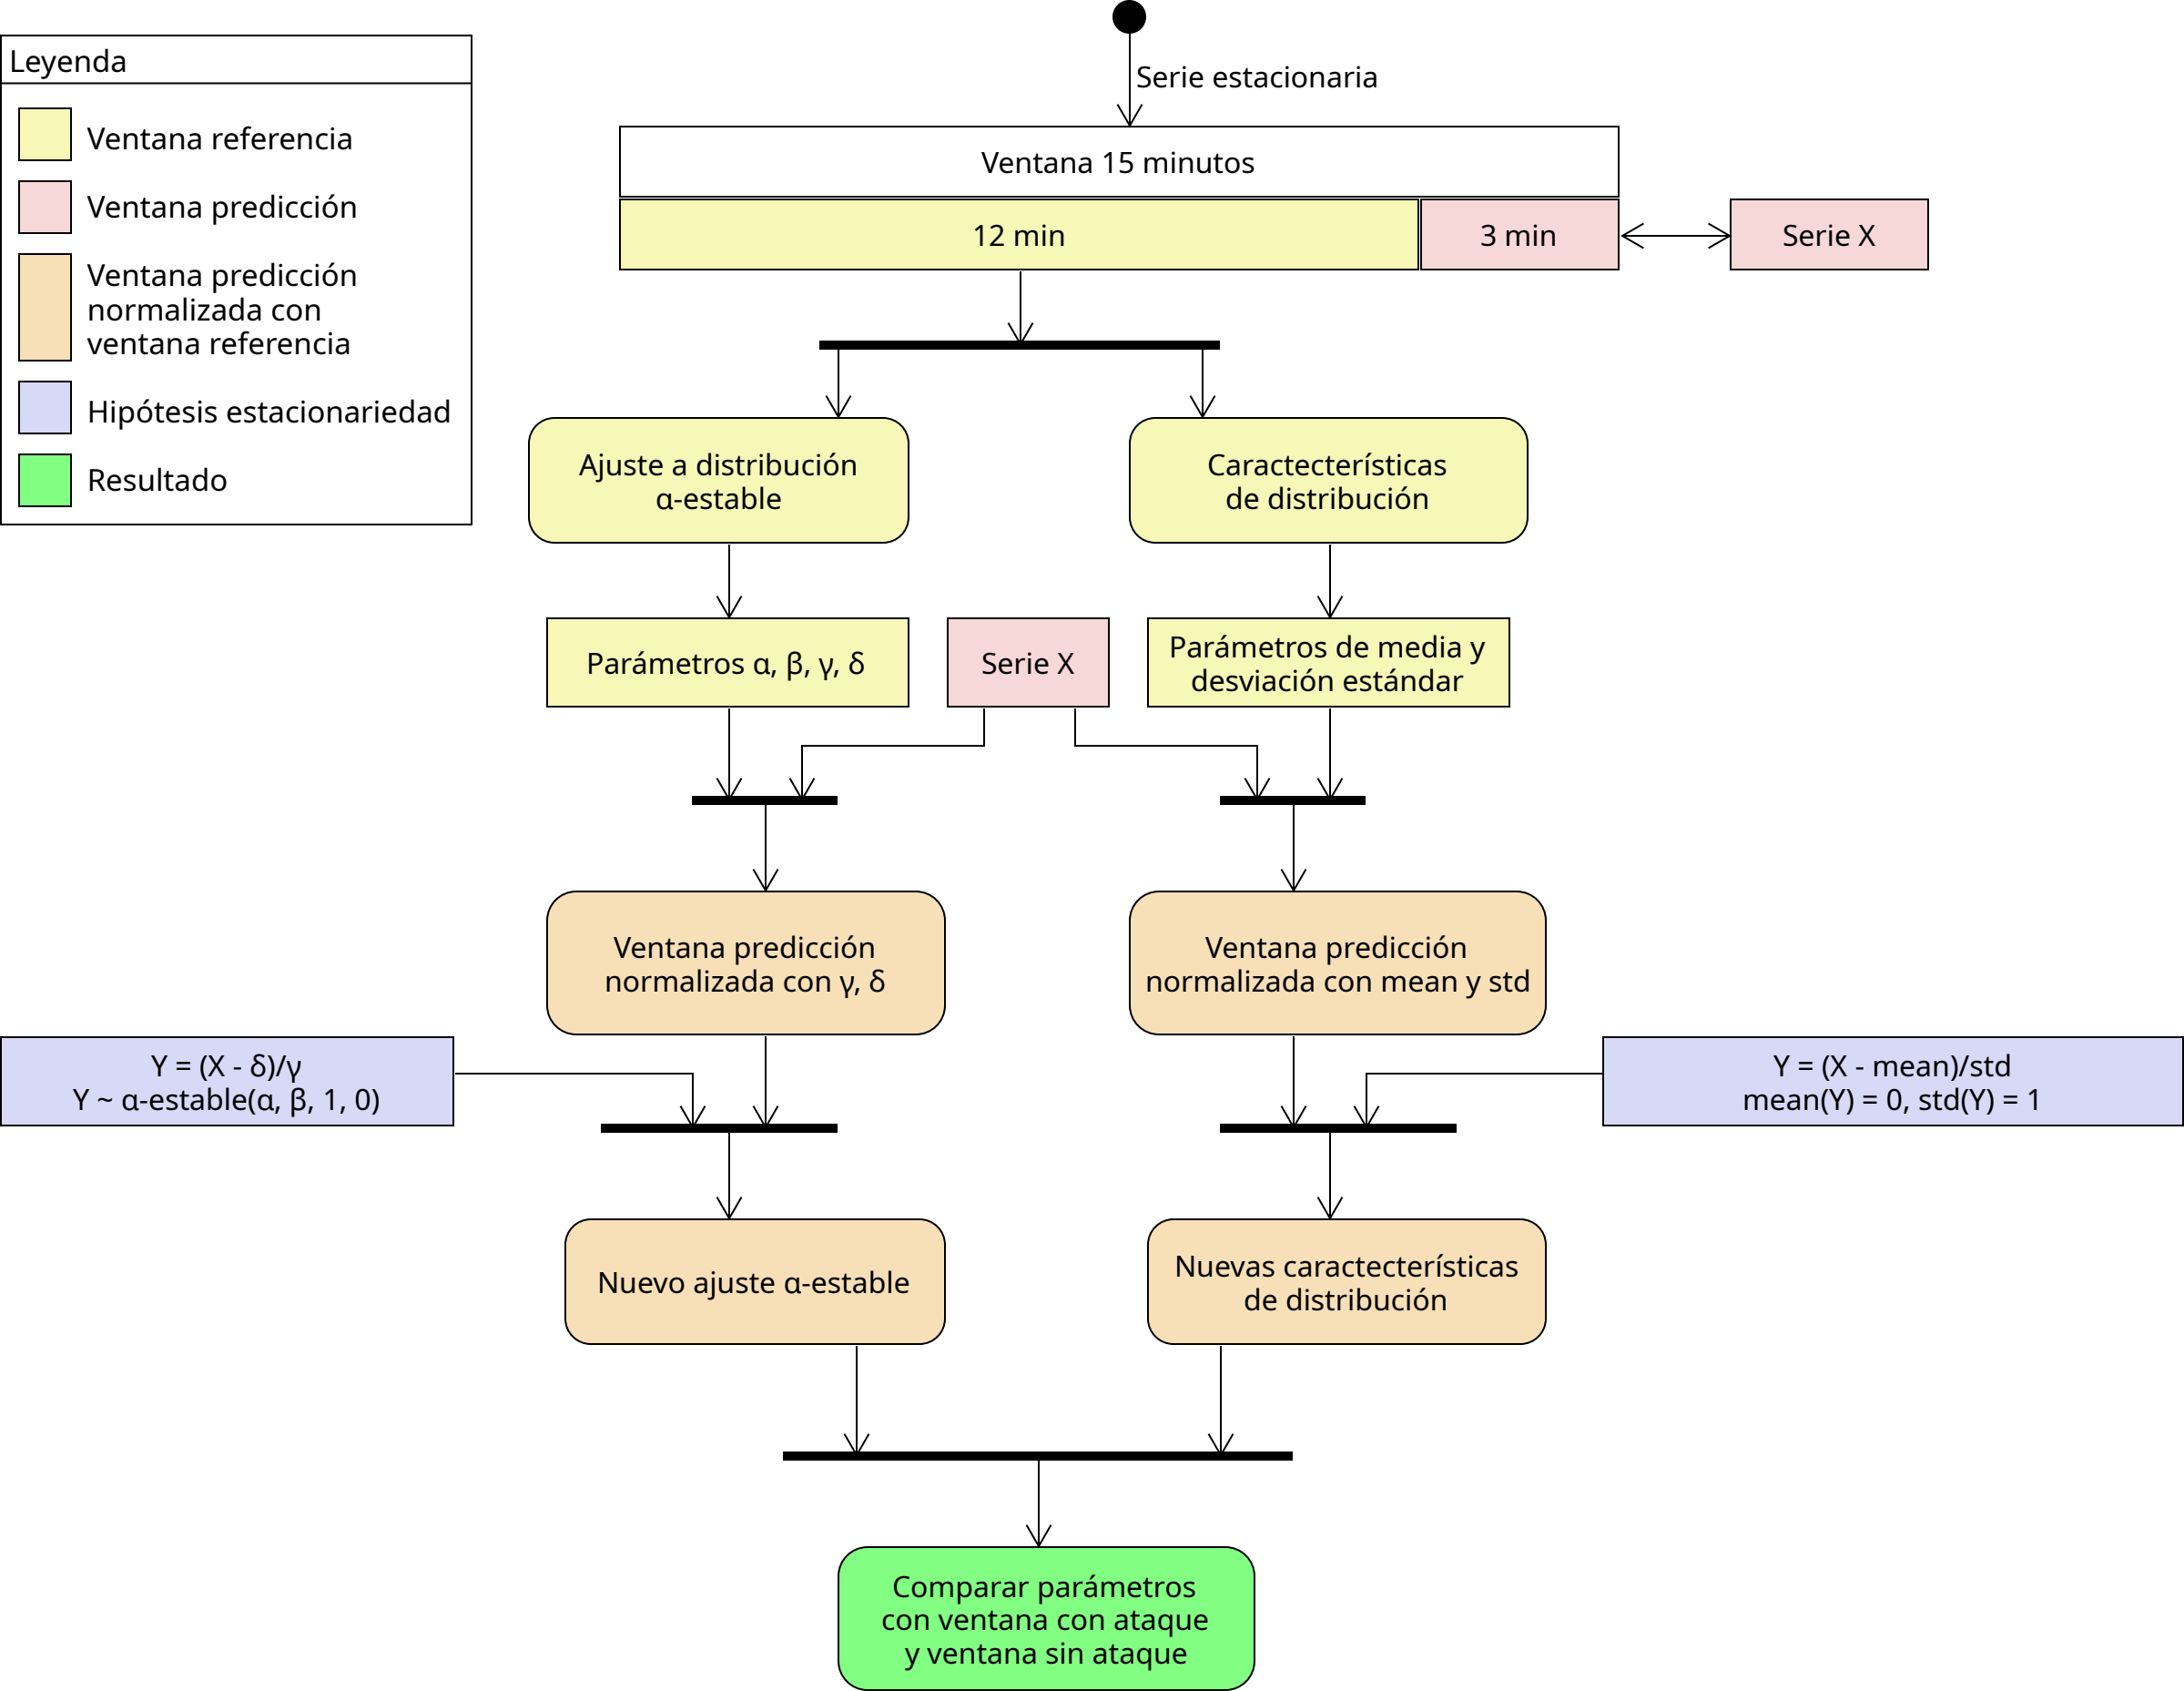 Leyenda
Ventana referencia
Ventana predicción
Ventana predicción
normalizada con
ventana referencia
Hipótesis estacionariedad
Resultado
Serie estacionaria
Ventana 15 minutos
12 min
3 min
Serie X
Ajuste a distribución
α-estable
Caractecterísticas
de distribución
Parámetros α, β, γ, δ
Serie X
Parámetros de media y
desviación estándar
Ventana predicción
normalizada con γ, δ
Ventana predicción
normalizada con mean y std
Y = (X - δ)/γ
Y ~ α-estable(α, β, 1, 0)
Y = (X - mean)/std
mean(Y) = 0, std(Y) = 1
Nuevo ajuste α-estable
Nuevas caractecterísticas
de distribución
Comparar parámetros
con ventana con ataque
y ventana sin ataque